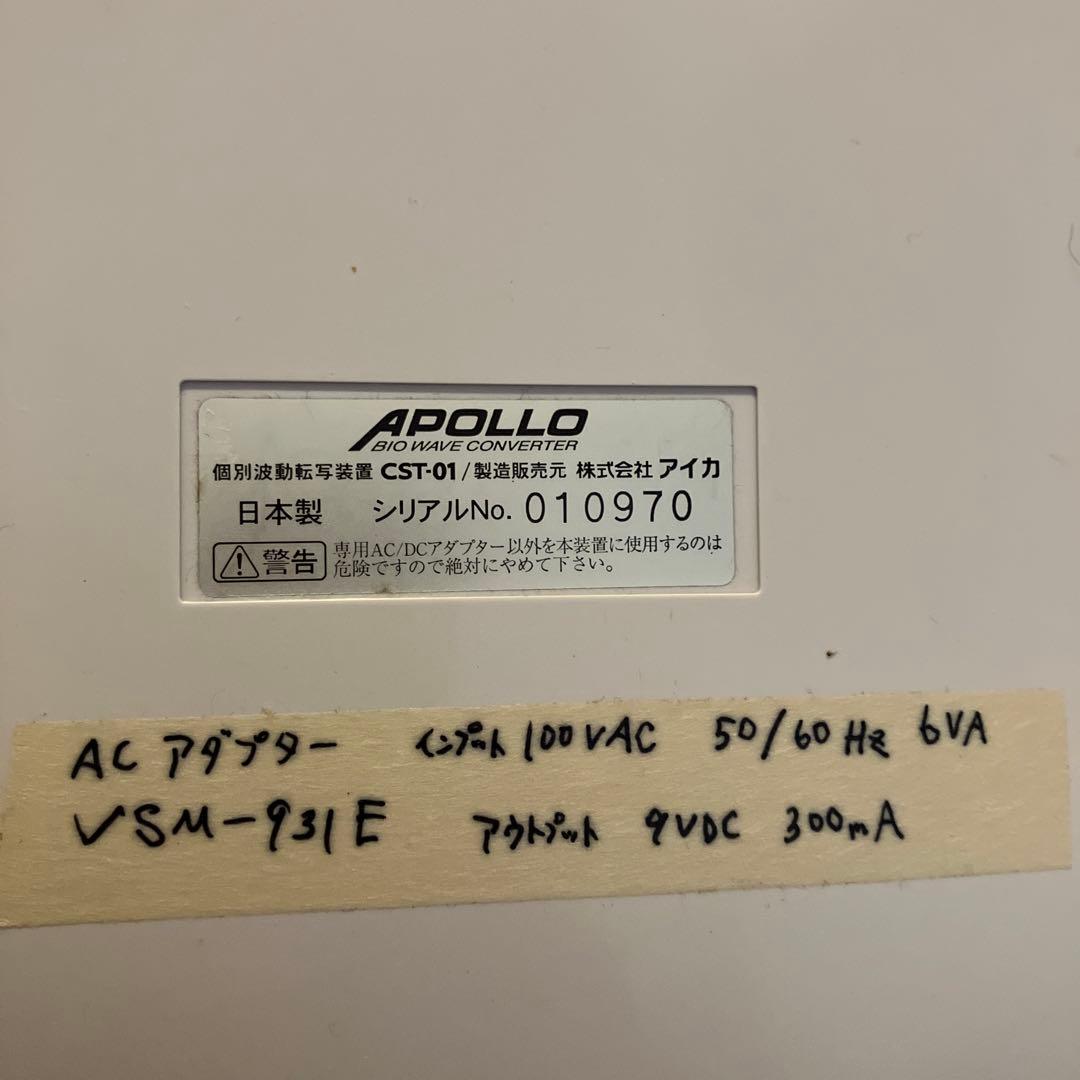 APOLLO
BIO WAVE CONVERTER
個別波動転写装置 CST-01/製造販売元 株式会社 アイカ
日本製 シリアルNo. 010970
警告 専用AC/DCアダプター以外を本装置に使用するのは
危険ですので絶対にやめて下さい。
ACアダプター インプット 100VAC 50/60Hz 6VA
VSM-931E アウトプット 9VDC 300mA